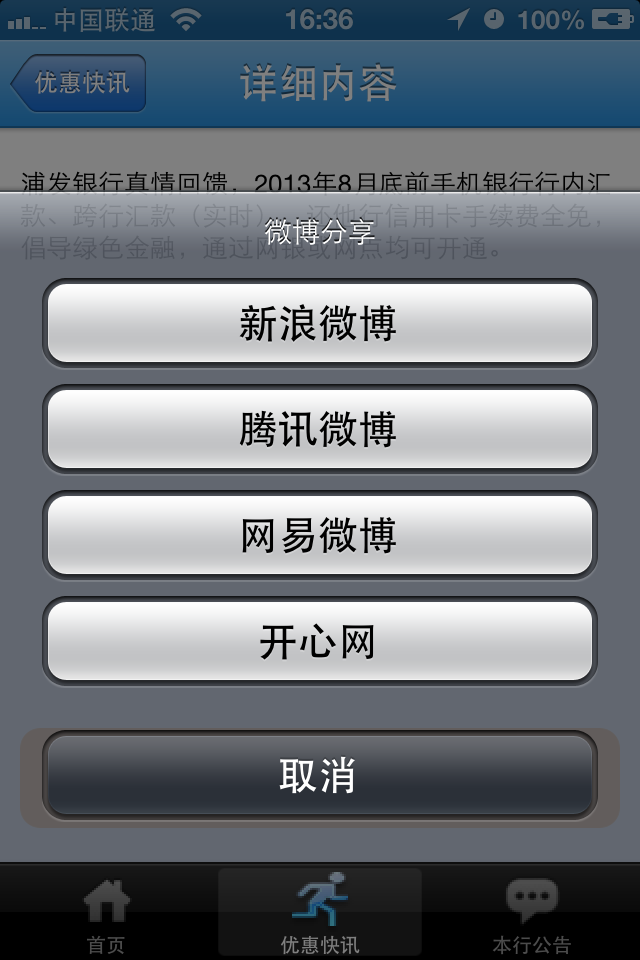 中国联通 16:36 100%
优惠快讯 详细内容
浦发银行真情回馈，2013年8月底前手机银行行内汇
款、跨行汇款（实时）、还他行信用卡手续费全免，
微博分享
倡导绿色金融，通过网银或网点均可开通。
新浪微博
腾讯微博
网易微博
开心网
取消
首页 优惠快讯 本行公告